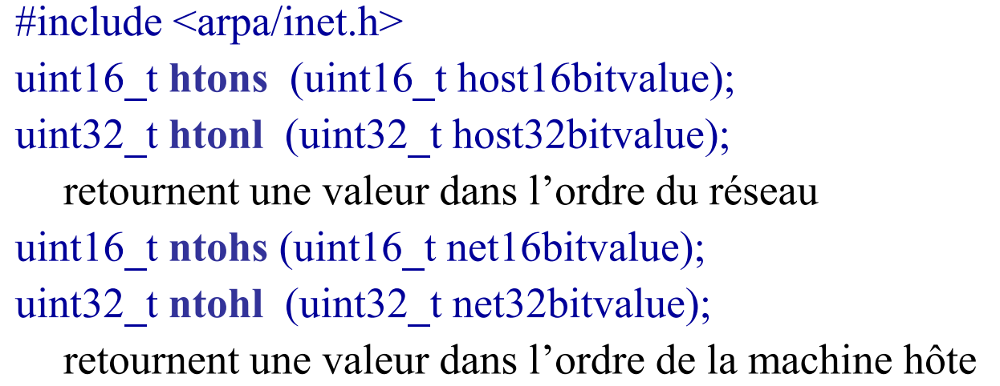 #include <arpa/inet.h>
uint16_t htons (uint16_t host16bitvalue);
uint32_t htonl (uint32_t host32bitvalue);
retournent une valeur dans l’ordre du réseau
uint16_t ntohs (uint16_t net16bitvalue);
uint32_t ntohl (uint32_t net32bitvalue);
retournent une valeur dans l’ordre de la machine hôte